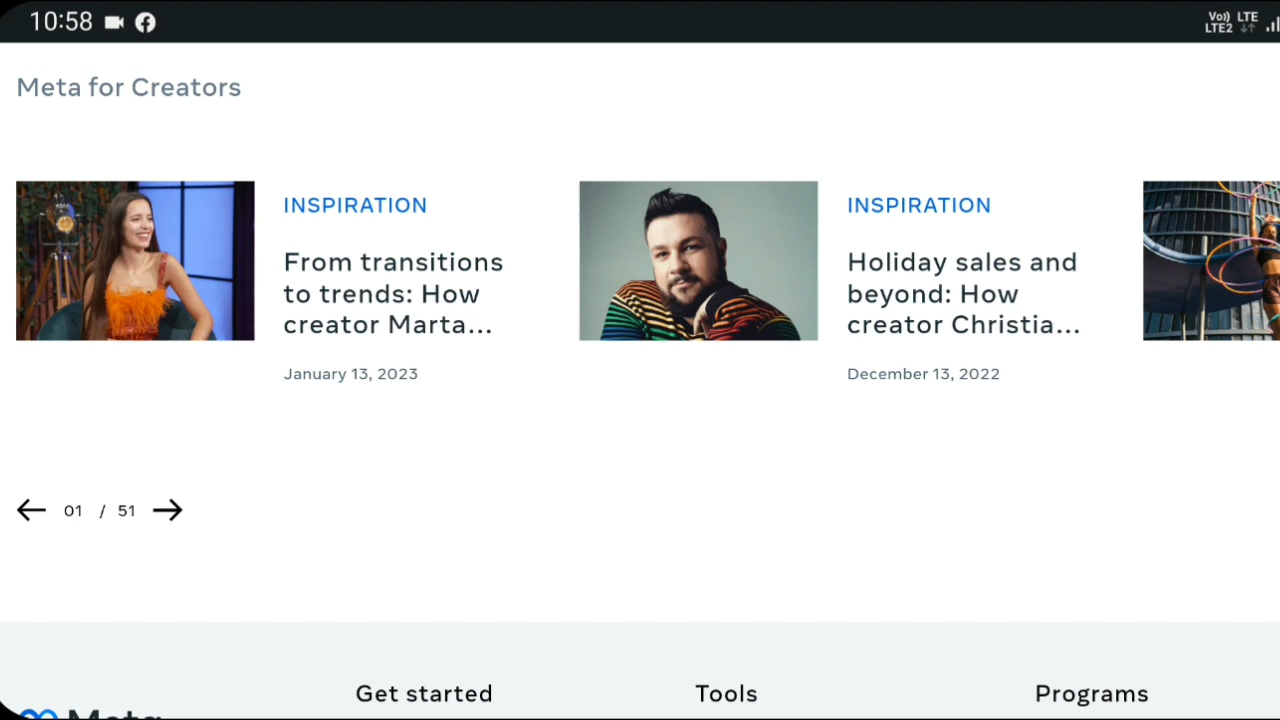 10:58
Vo)) LTE
LTE2
Meta for Creators
INSPIRATION
From transitions
to trends: How
creator Marta...
January 13, 2023
INSPIRATION
Holiday sales and
beyond: How
creator Christia...
December 13, 2022
01 / 51
Get started
Tools
Programs
Meta